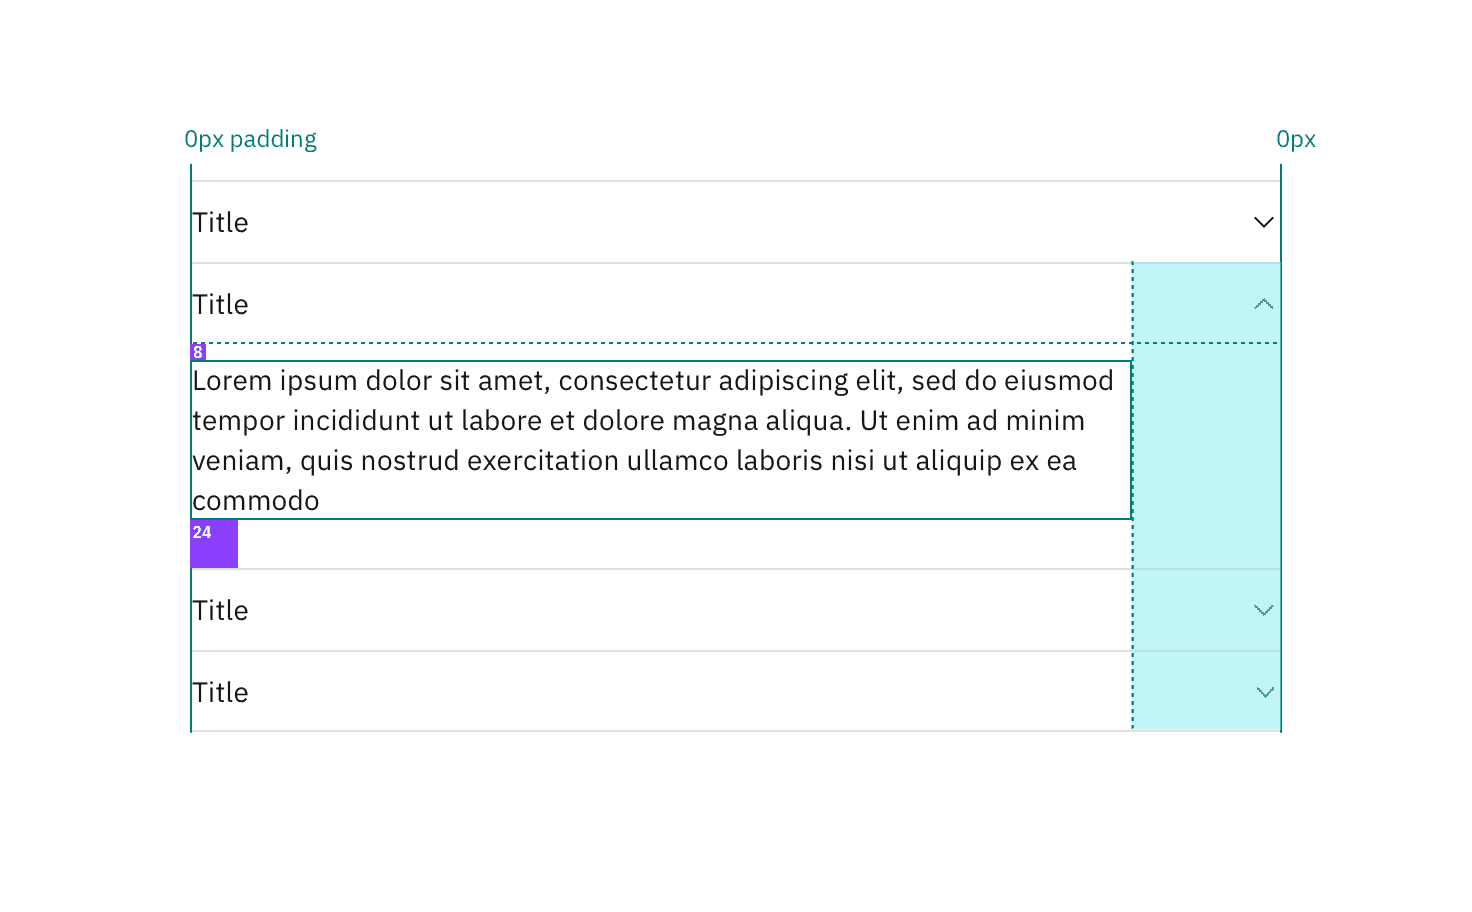 0px padding
0px
Title
Title
8
Lorem ipsum dolor sit amet, consectetur adipiscing elit, sed do eiusmod
tempor incididunt ut labore et dolore magna aliqua. Ut enim ad minim
veniam, quis nostrud exercitation ullamco laboris nisi ut aliquip ex ea
commodo
24
Title
Title